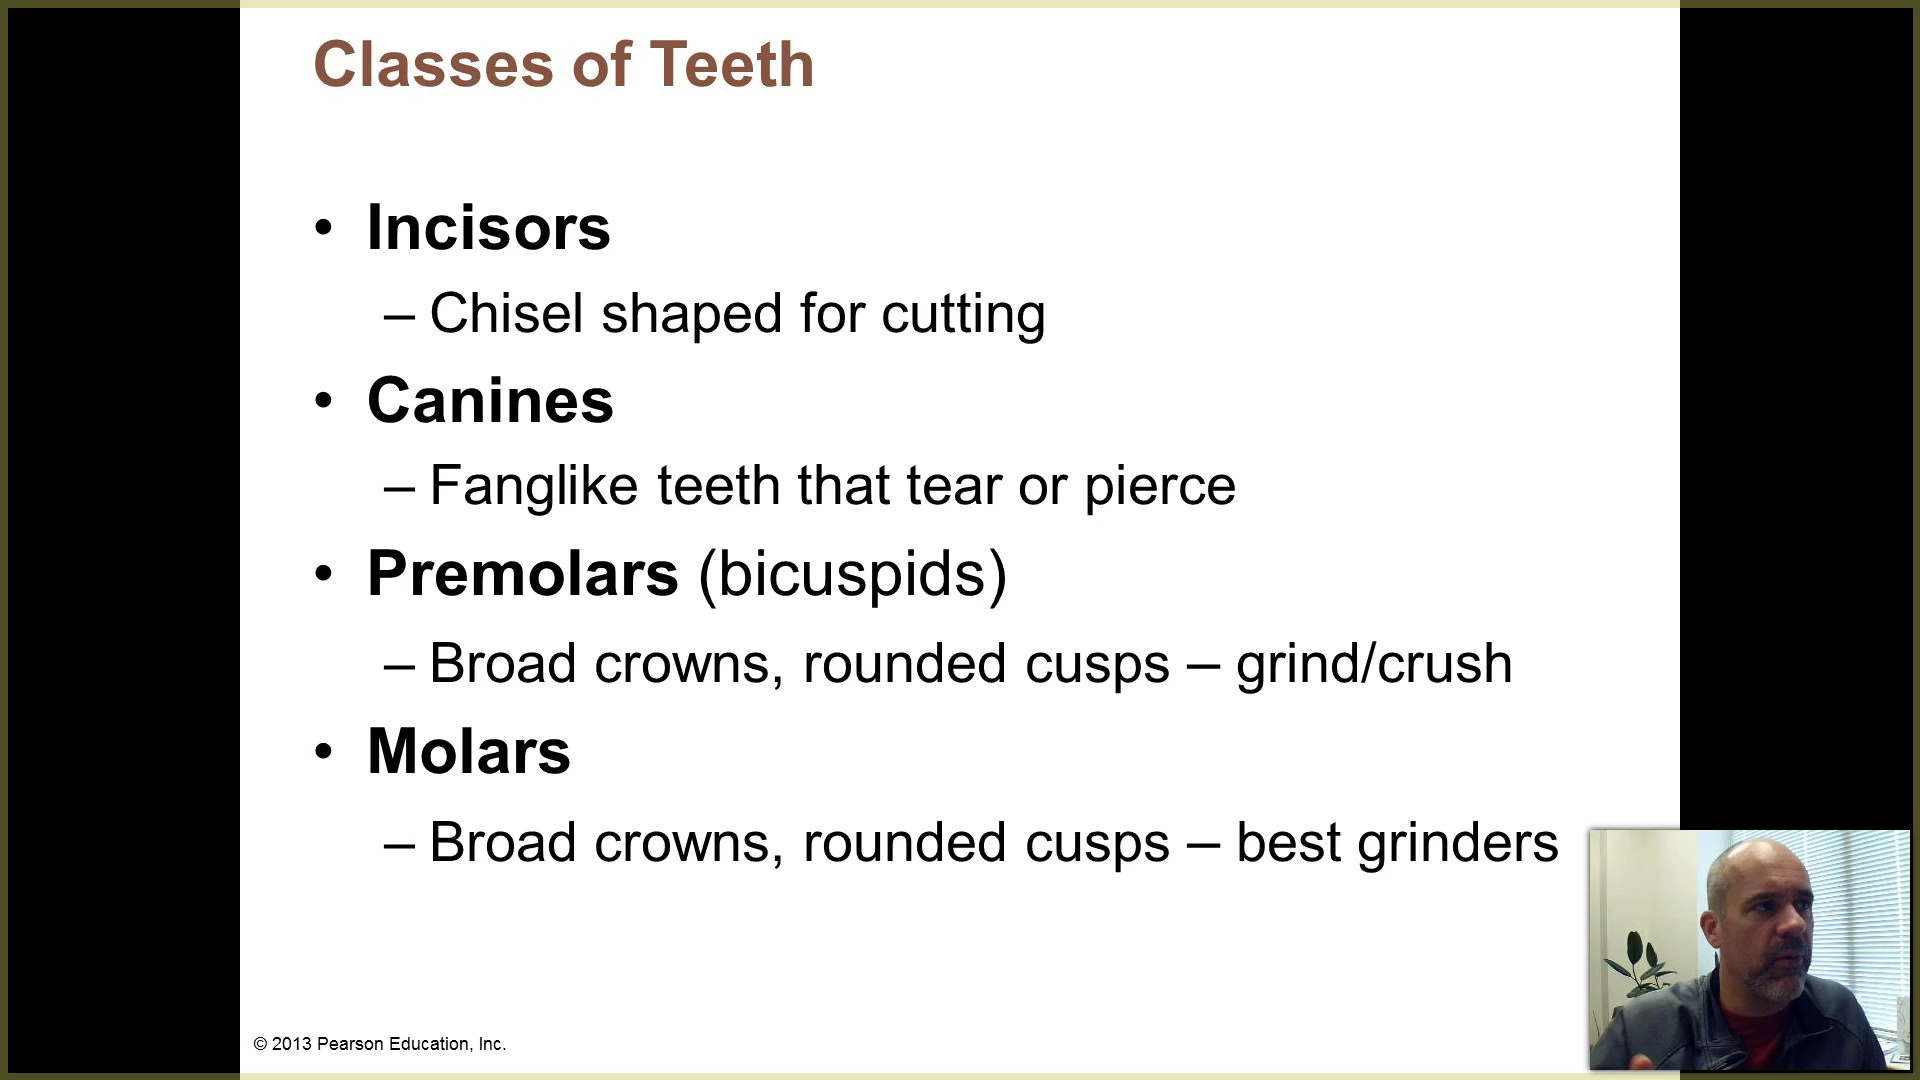 Classes of Teeth
• Incisors
– Chisel shaped for cutting
• Canines
– Fanglike teeth that tear or pierce
• Premolars (bicuspids)
– Broad crowns, rounded cusps – grind/crush
• Molars
– Broad crowns, rounded cusps – best grinders
© 2013 Pearson Education, Inc.